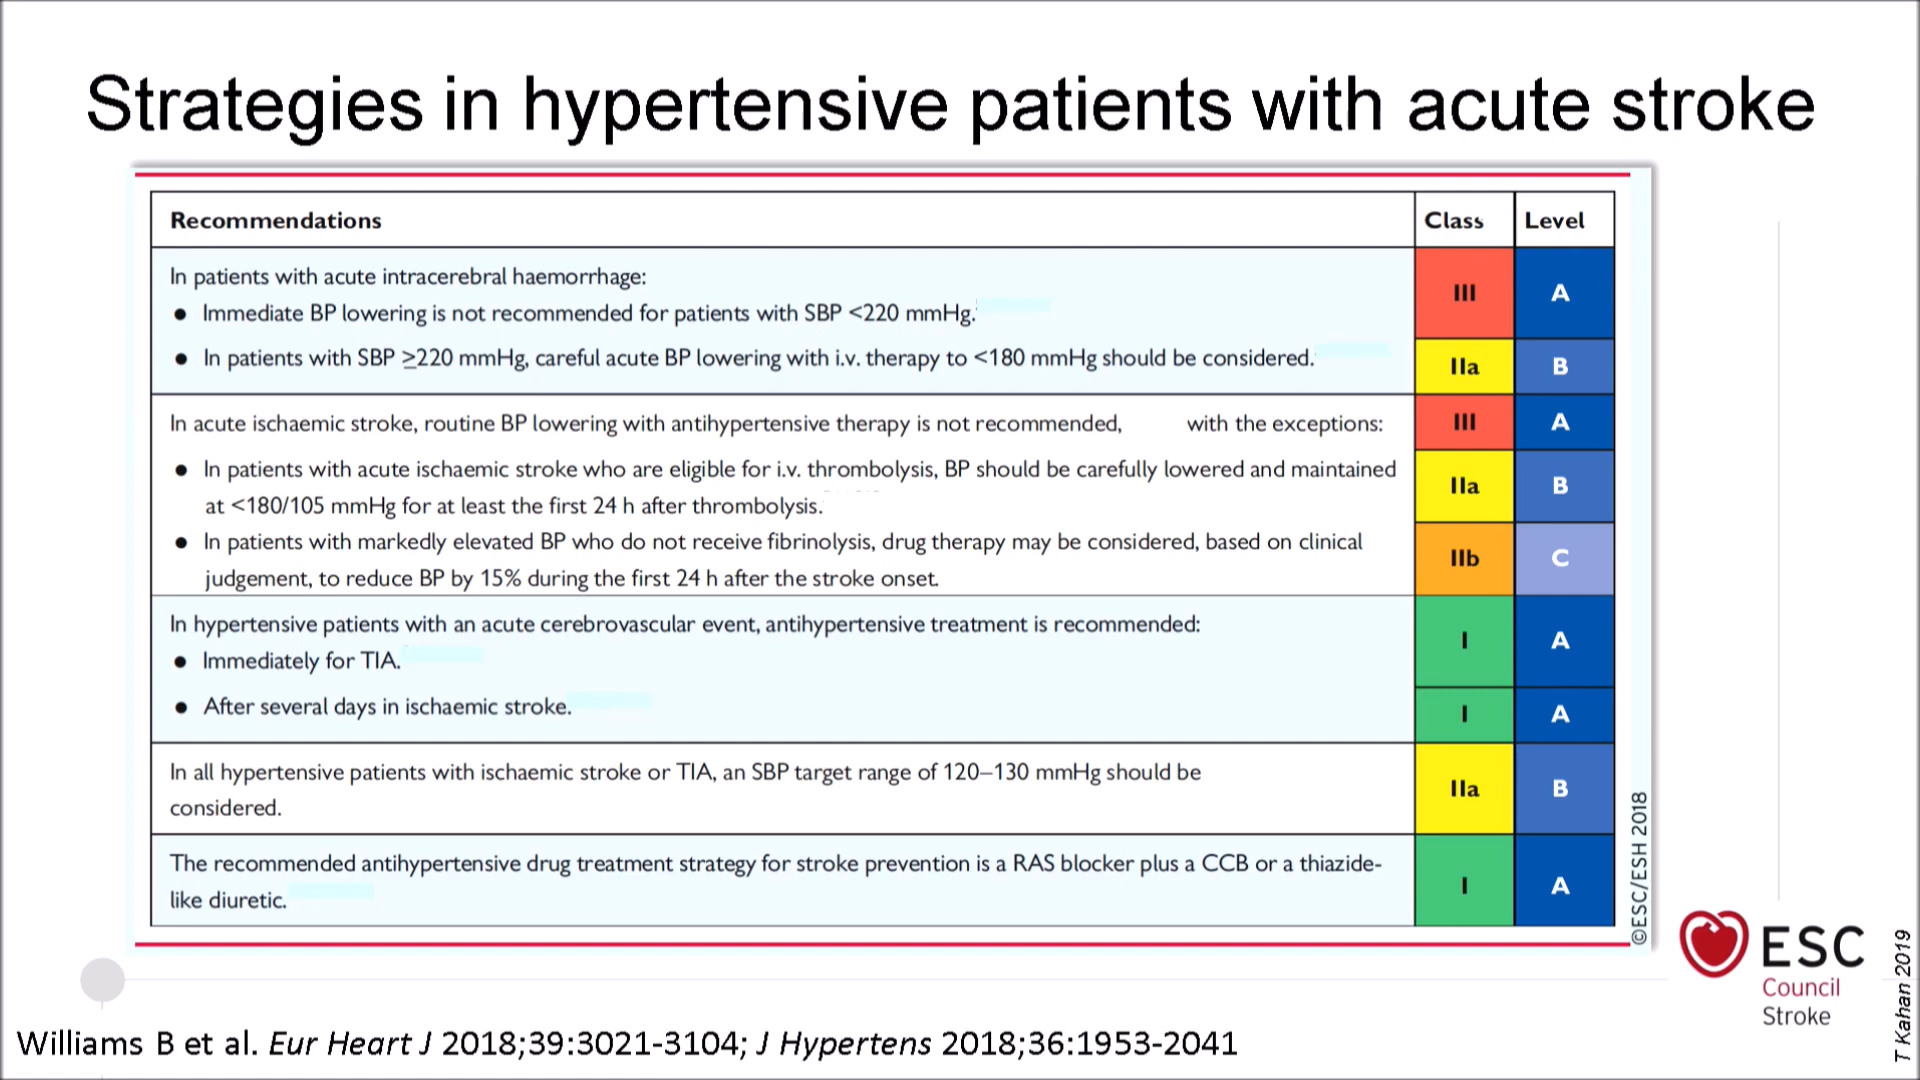 Strategies in hypertensive patients with acute stroke
Recommendations Class Level
In patients with acute intracerebral haemorrhage:
● Immediate BP lowering is not recommended for patients with SBP <220 mmHg. III A
● In patients with SBP ≥220 mmHg, careful acute BP lowering with i.v. therapy to <180 mmHg should be considered. IIa B
In acute ischaemic stroke, routine BP lowering with antihypertensive therapy is not recommended, with the exceptions: III A
● In patients with acute ischaemic stroke who are eligible for i.v. thrombolysis, BP should be carefully lowered and maintained
at <180/105 mmHg for at least the first 24 h after thrombolysis. IIa B
● In patients with markedly elevated BP who do not receive fibrinolysis, drug therapy may be considered, based on clinical
judgement, to reduce BP by 15% during the first 24 h after the stroke onset. IIb C
In hypertensive patients with an acute cerebrovascular event, antihypertensive treatment is recommended:
● Immediately for TIA. I A
● After several days in ischaemic stroke. I A
In all hypertensive patients with ischaemic stroke or TIA, an SBP target range of 120–130 mmHg should be
considered. IIa B
The recommended antihypertensive drug treatment strategy for stroke prevention is a RAS blocker plus a CCB or a thiazide-
like diuretic. I A
©ESC/ESH 2018
ESC
Council
Stroke
T Kahan 2019
Williams B et al. Eur Heart J 2018;39:3021-3104; J Hypertens 2018;36:1953-2041